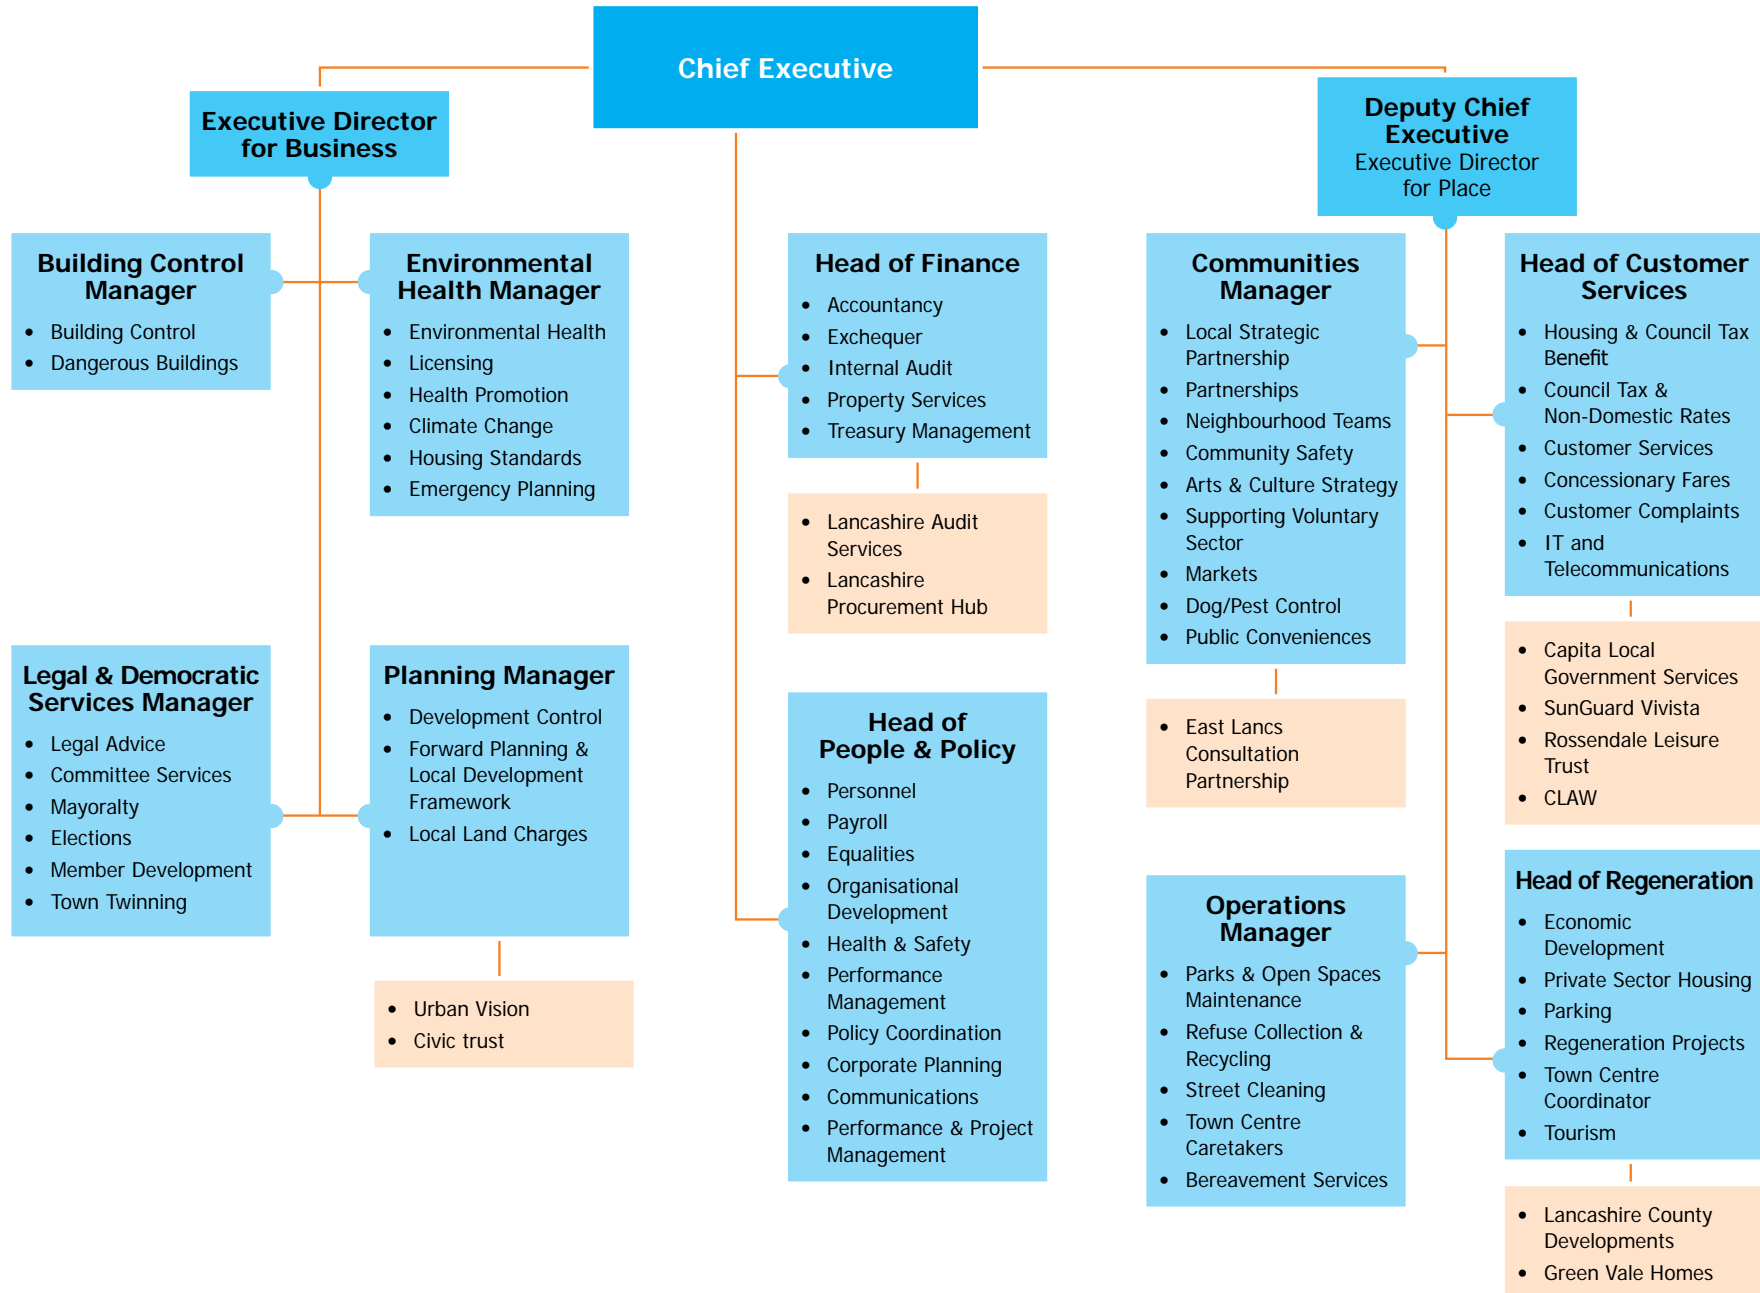 Chief Executive
Executive Director
for Business
Deputy Chief
Executive
Executive Director
for Place
Building Control
Manager
• Building Control
• Dangerous Buildings
Environmental
Health Manager
• Environmental Health
• Licensing
• Health Promotion
• Climate Change
• Housing Standards
• Emergency Planning
Legal & Democratic
Services Manager
• Legal Advice
• Committee Services
• Mayoralty
• Elections
• Member Development
• Town Twinning
Planning Manager
• Development Control
• Forward Planning &
Local Development
Framework
• Local Land Charges
• Urban Vision
• Civic trust
Head of Finance
• Accountancy
• Exchequer
• Internal Audit
• Property Services
• Treasury Management
• Lancashire Audit
Services
• Lancashire
Procurement Hub
Head of
People & Policy
• Personnel
• Payroll
• Equalities
• Organisational
Development
• Health & Safety
• Performance
Management
• Policy Coordination
• Corporate Planning
• Communications
• Performance & Project
Management
Communities
Manager
• Local Strategic
Partnership
• Partnerships
• Neighbourhood Teams
• Community Safety
• Arts & Culture Strategy
• Supporting Voluntary
Sector
• Markets
• Dog/Pest Control
• Public Conveniences
• East Lancs
Consultation
Partnership
Head of Customer
Services
• Housing & Council Tax
Benefit
• Council Tax &
Non-Domestic Rates
• Customer Services
• Concessionary Fares
• Customer Complaints
• IT and
Telecommunications
• Capita Local
Government Services
• SunGuard Vivista
• Rossendale Leisure
Trust
• CLAW
Operations
Manager
• Parks & Open Spaces
Maintenance
• Refuse Collection &
Recycling
• Street Cleaning
• Town Centre
Caretakers
• Bereavement Services
Head of Regeneration
• Economic
Development
• Private Sector Housing
• Parking
• Regeneration Projects
• Town Centre
Coordinator
• Tourism
• Lancashire County
Developments
• Green Vale Homes